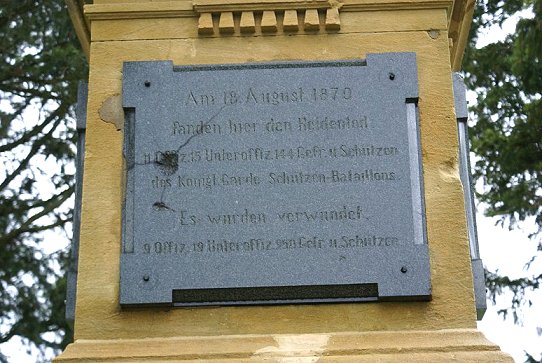 Am 18. August 1870
fanden hier den Heldentod
11 Offiz. 15 Unteroffiz. 144 Gefr. u. Schützen
des Königl. Garde-Schützen-Bataillons.
Es wurden verwundet.
9 Offiz. 19 Unteroffiz. 250 Gefr. u. Schützen